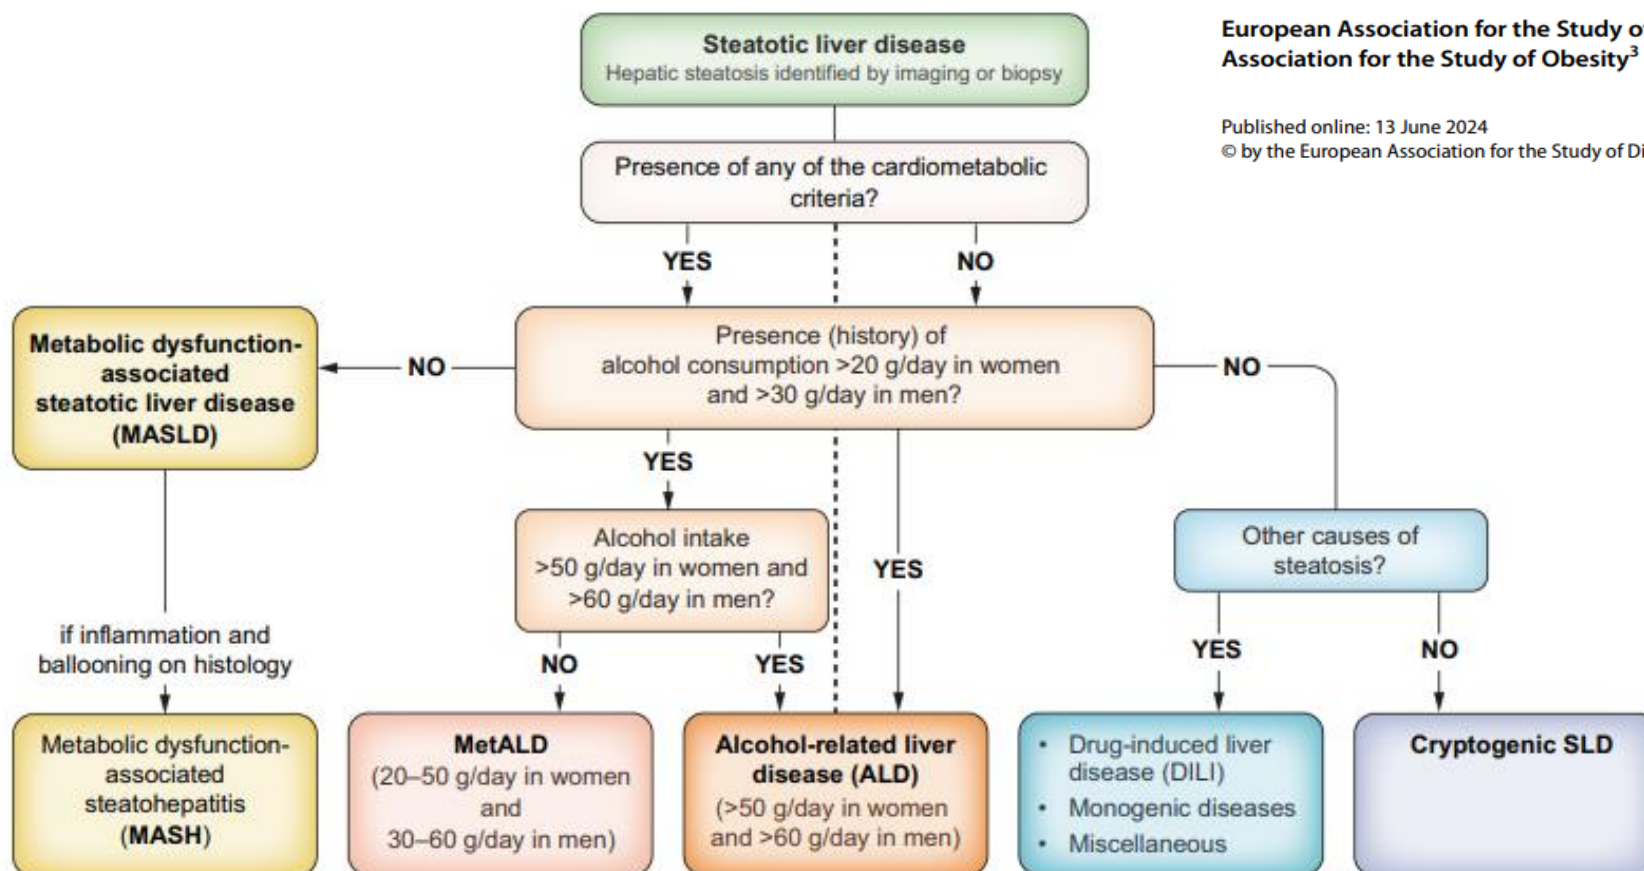 European Association for the Study of
Association for the Study of Obesity³
Published online: 13 June 2024
© by the European Association for the Study of Di
Steatotic liver disease
Hepatic steatosis identified by imaging or biopsy
Presence of any of the cardiometabolic
criteria?
YES
NO
Presence (history) of
alcohol consumption >20 g/day in women
and >30 g/day in men?
NO
NO
Metabolic dysfunction-
associated
steatotic liver disease
(MASLD)
YES
YES
Alcohol intake
>50 g/day in women and
>60 g/day in men?
Other causes of
steatosis?
if inflammation and
ballooning on histology
NO
YES
YES
NO
Metabolic dysfunction-
associated
steatohepatitis
(MASH)
MetALD
(20–50 g/day in women
and
30–60 g/day in men)
Alcohol-related liver
disease (ALD)
(>50 g/day in women
and >60 g/day in men)
• Drug-induced liver
disease (DILI)
• Monogenic diseases
• Miscellaneous
Cryptogenic SLD